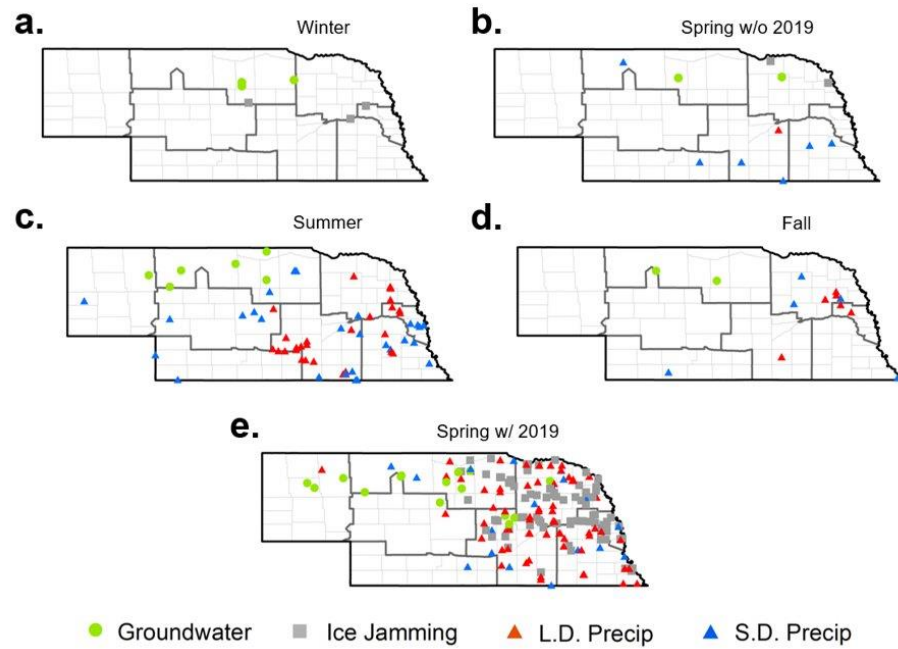 a.
Winter
b.
Spring w/o 2019
c.
Summer
d.
Fall
e.
Spring w/ 2019
Groundwater
Ice Jamming
L.D. Precip
S.D. Precip